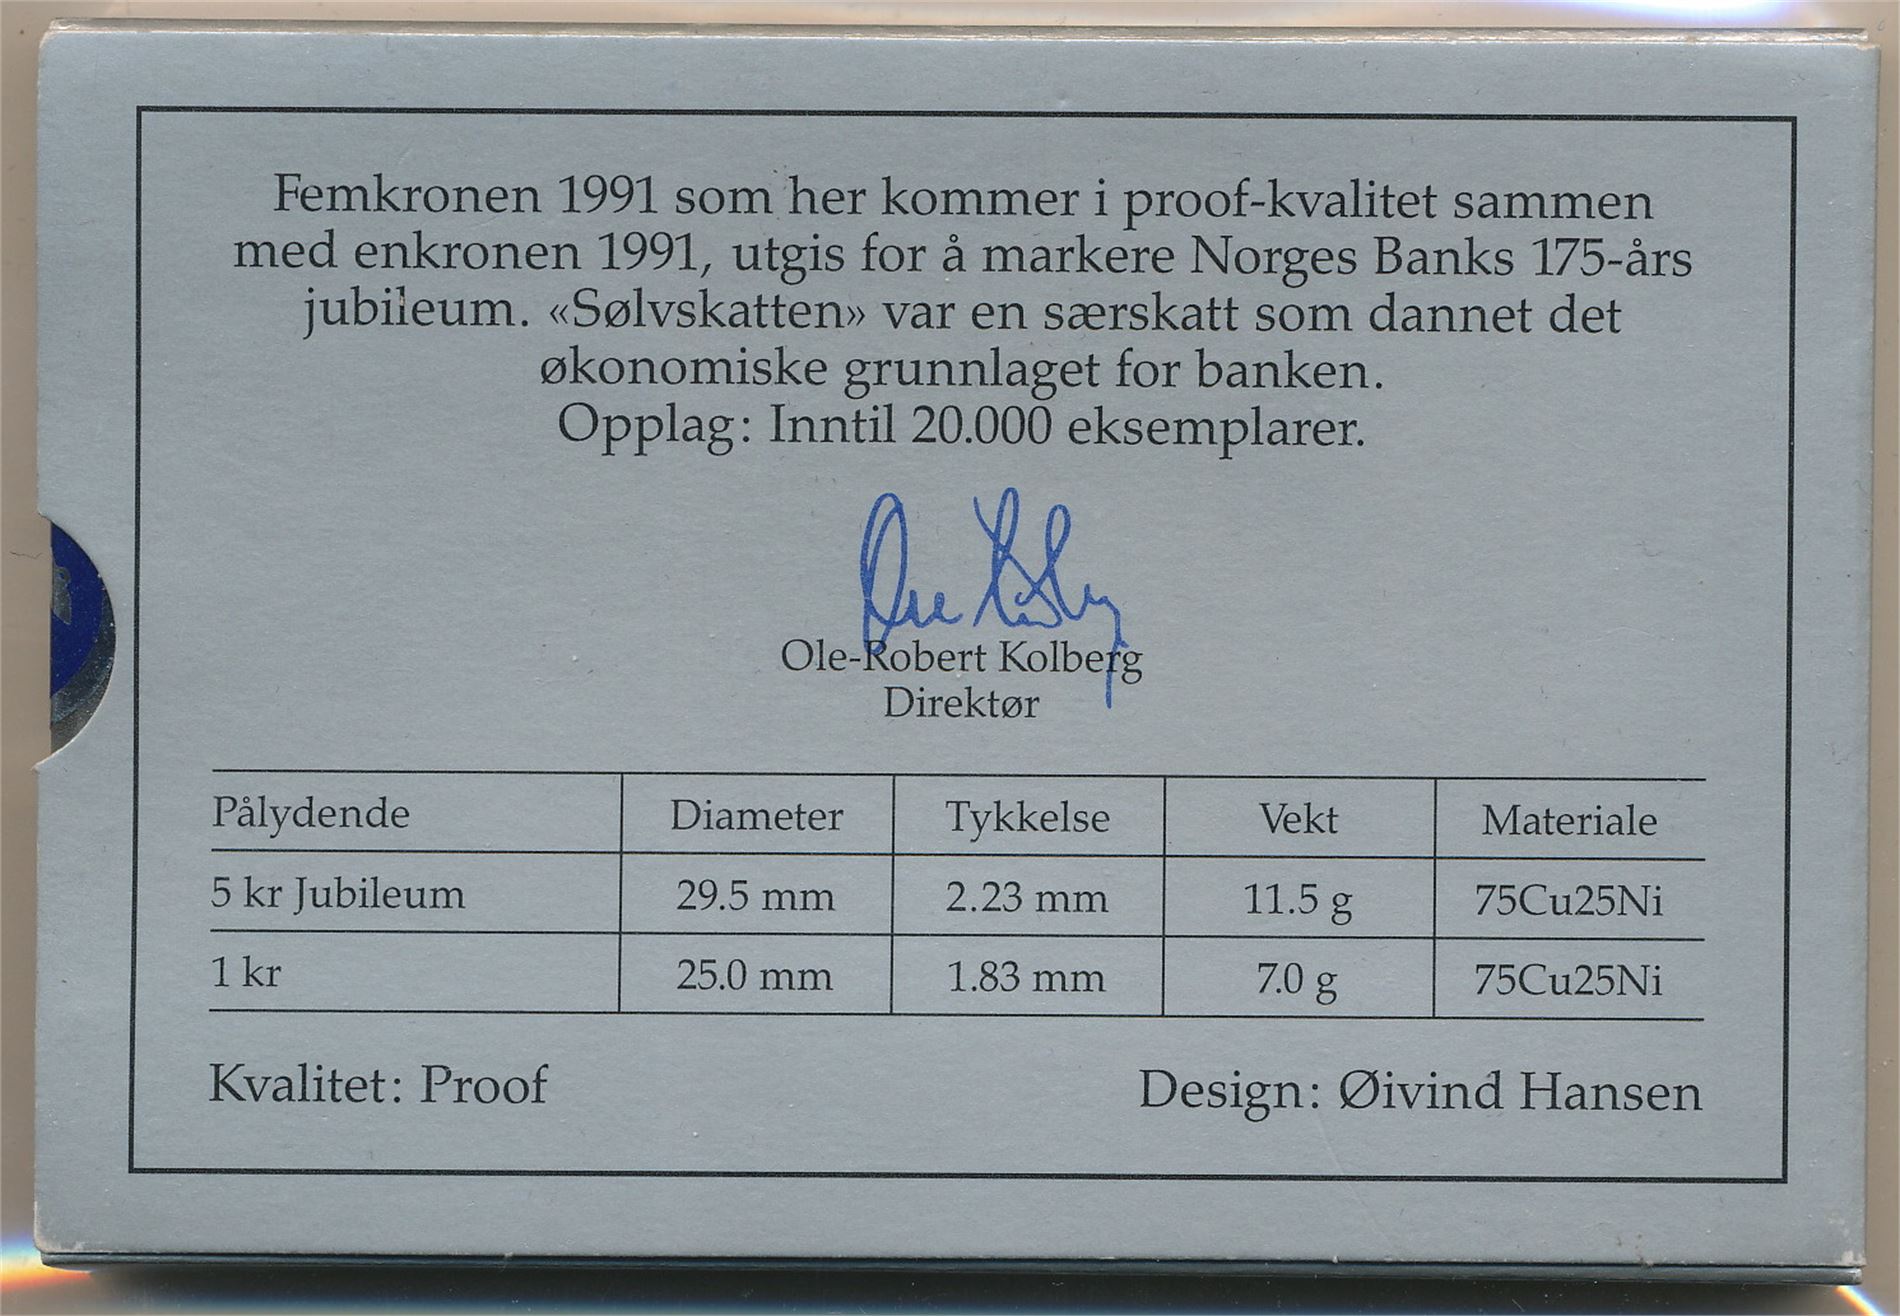 Femkronen 1991 som her kommer i proof-kvalitet sammen
med enkronen 1991, utgis for å markere Norges Banks 175-års
jubileum. «Sølvskatten» var en særskatt som dannet det
økonomiske grunnlaget for banken.
Opplag: Inntil 20.000 eksemplarer.
Ole-Robert Kolberg
Direktør
Pålydende Diameter Tykkelse Vekt Materiale
5 kr Jubileum 29.5 mm 2.23 mm 11.5 g 75Cu25Ni
1 kr 25.0 mm 1.83 mm 7.0 g 75Cu25Ni
Kvalitet: Proof Design: Øivind Hansen